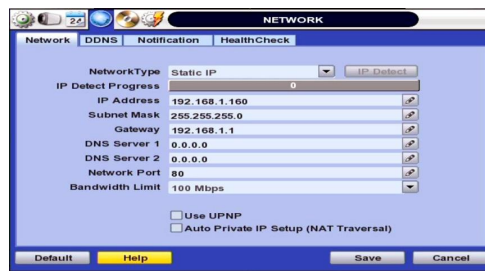 NETWORK
Network DDNS Notification HealthCheck
NetworkType Static IP IP Detect
IP Detect Progress 0
IP Address 192.168.1.160
Subnet Mask 255.255.255.0
Gateway 192.168.1.1
DNS Server 1 0.0.0.0
DNS Server 2 0.0.0.0
Network Port 80
Bandwidth Limit 100 Mbps
Use UPNP
Auto Private IP Setup (NAT Traversal)
Default Help Save Cancel